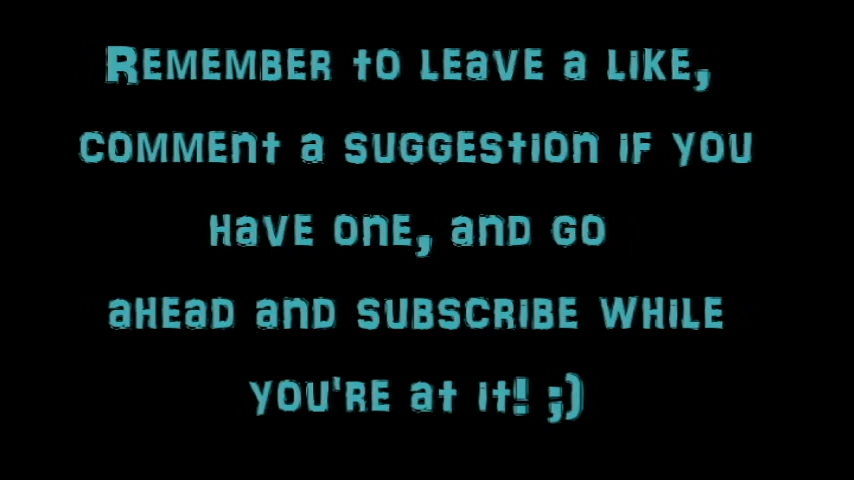 Remember to leave a like,
comment a suggestion if you
have one, and go
ahead and subscribe while
you're at it! ;)